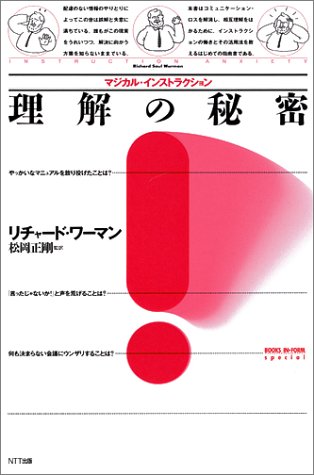 配達のない情報のやりとりに
よってこの世は誤解と失意に
満ちている。誰もがこの現実
をうれいつつ、解決に向かう
方策を知らないままでいる。
本書はコミュニケーション・
ロスを解消し、相互理解をは
かるために、インストラクショ
ンの働きとその活用法を教
えるはじめての指南書である。
INSTRUCTION ANXIETY
Richard Saul Wurman
マジカル・インストラクション
理解の秘密
やっかいなマニュアルを放り投げたことは?
リチャード・ワーマン
松岡正剛 監訳
「言ったじゃないか!」と声を荒げることは?
何も決まらない会議にウンザリすることは?
BOOKS IN・FORM
special
NTT出版